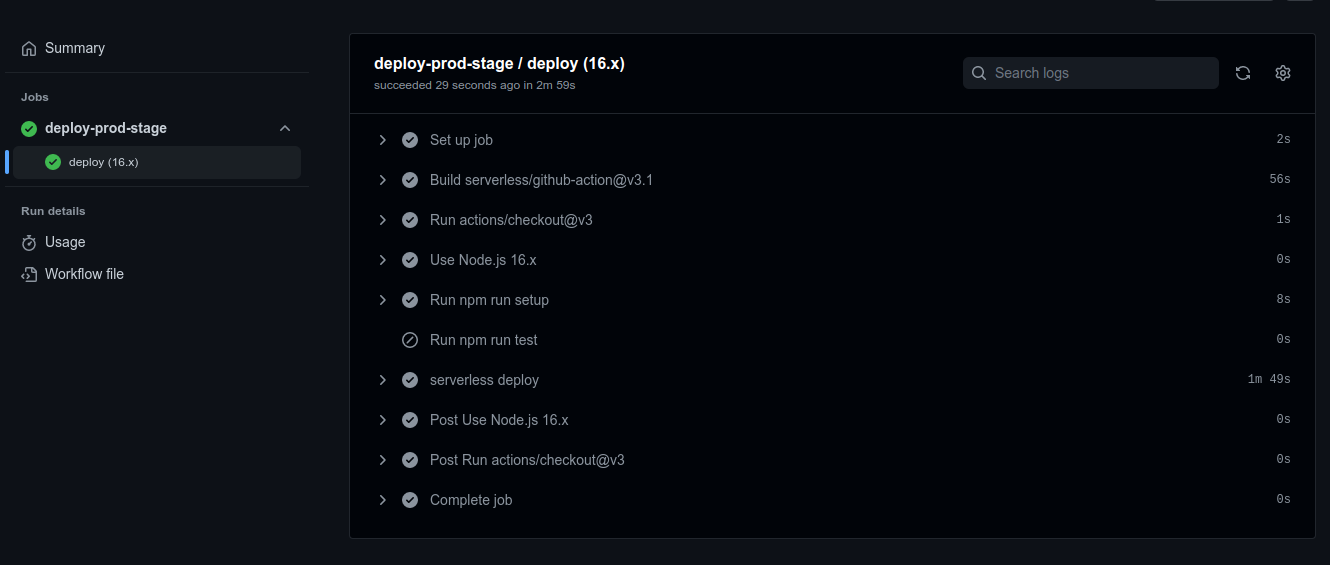 Summary
Jobs
deploy-prod-stage
deploy (16.x)
Run details
Usage
Workflow file
deploy-prod-stage / deploy (16.x)
succeeded 29 seconds ago in 2m 59s
Search logs
Set up job 2s
Build serverless/github-action@v3.1 56s
Run actions/checkout@v3 1s
Use Node.js 16.x 0s
Run npm run setup 8s
Run npm run test 0s
serverless deploy 1m 49s
Post Use Node.js 16.x 0s
Post Run actions/checkout@v3 0s
Complete job 0s